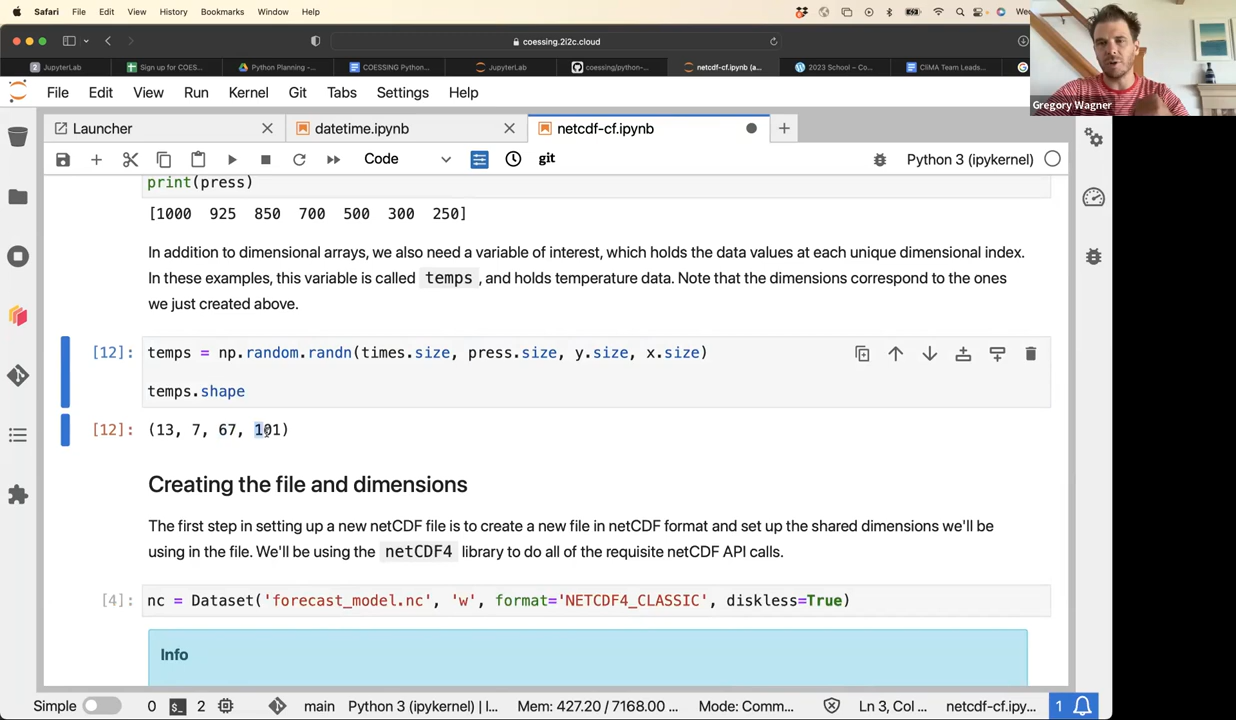 Safari File Edit View History Bookmarks Window Help
coessing.2i2c.cloud
JupyterLab Sign up for COES... Python Planning -... COESSING Python... JupyterLab coessing/python-... netcdf-cf.ipynb (a... 2023 School – Co... CliMA Team Leads...
Gregory Wagner
File Edit View Run Kernel Git Tabs Settings Help
Launcher datetime.ipynb netcdf-cf.ipynb
Code git Python 3 (ipykernel)
print(press)
[1000 925 850 700 500 300 250]
In addition to dimensional arrays, we also need a variable of interest, which holds the data values at each unique dimensional index.
In these examples, this variable is called temps, and holds temperature data. Note that the dimensions correspond to the ones
we just created above.
[12]: temps = np.random.randn(times.size, press.size, y.size, x.size)
temps.shape
[12]: (13, 7, 67, 101)
Creating the file and dimensions
The first step in setting up a new netCDF file is to create a new file in netCDF format and set up the shared dimensions we'll be
using in the file. We'll be using the netCDF4 library to do all of the requisite netCDF API calls.
[4]: nc = Dataset('forecast_model.nc', 'w', format='NETCDF4_CLASSIC', diskless=True)
Info
Simple 0 2 main Python 3 (ipykernel) | I... Mem: 427.20 / 7168.00 ... Mode: Comm... Ln 3, Col ... netcdf-cf.ipy... 1